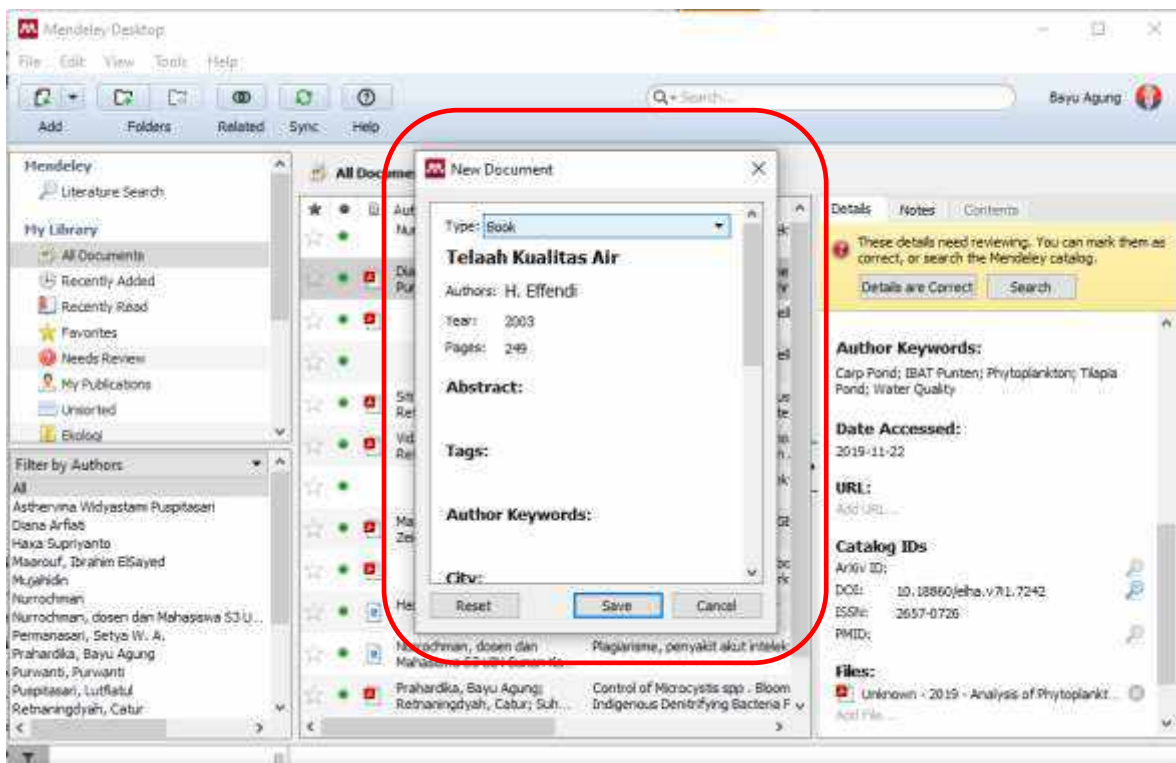 Mendeley Desktop
File Edit View Tools Help
Search...
Bayu Agung
Add Folders Related Sync Help
Mendeley
Literature Search
My Library
All Documents
Recently Added
Recently Read
Favorites
Needs Review
My Publications
Unsorted
Ekologi
Filter by Authors
All
Asthervina Widyastami Puspitasari
Diana Arfiati
Haxa Supriyanto
Maarouf, Ibrahim ElSayed
Mujahidin
Nurrochman
Nurrochman, dosen dan Mahasiswa S3 U...
Permanasari, Setya W. A.
Prahardika, Bayu Agung
Purwanti, Purwanti
Puspitasari, Lutfiatul
Retnaningdyah, Catur
All Docume
Nurrochman, dosen dan
Plagiarisme, penyakit akut intelek
Prahardika, Bayu Agung;
Retnaningdyah, Catur; Suh...
Control of Microcystis spp . Bloom
Indigenous Denitrifying Bacteria F
New Document
Type: Book
Telaah Kualitas Air
Authors: H. Effendi
Year: 2003
Pages: 249
Abstract:
Tags:
Author Keywords:
City:
Reset Save Cancel
Details Notes Contents
These details need reviewing. You can mark them as
correct, or search the Mendeley catalog.
Details are Correct Search
Author Keywords:
Carp Pond; IBAT Punten; Phytoplankton; Tilapia
Pond; Water Quality
Date Accessed:
2019-11-22
URL:
Add URL...
Catalog IDs
ArXiv ID:
DOI: 10.18860/elha.v7i1.7242
ISSN: 2657-0726
PMID:
Files:
Unknown - 2019 - Analysis of Phytoplankt...
Add File...